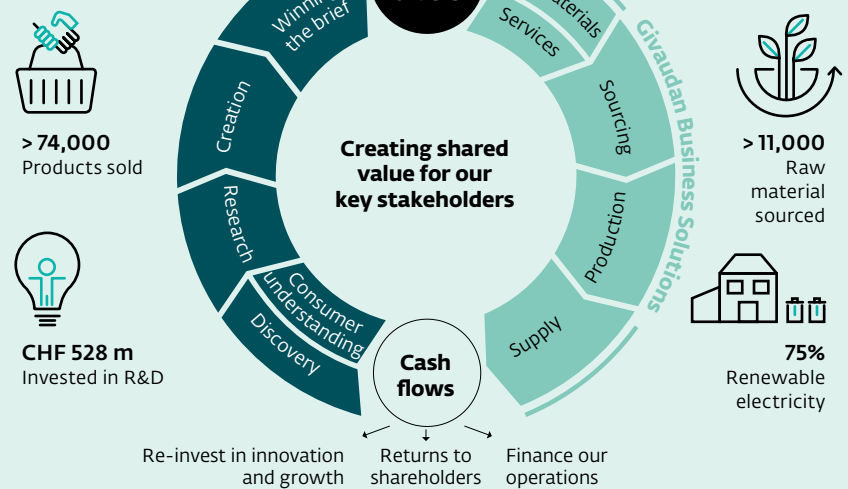 Winning
the brief
Services
Creation
Sourcing
Givaudan Business Solutions
> 74,000
Products sold
Creating shared
value for our
key stakeholders
> 11,000
Raw
material
sourced
Research
Production
Consumer
understanding
Discovery
Supply
CHF 528 m
Invested in R&D
Cash
flows
75%
Renewable
electricity
Re-invest in innovation
and growth
Returns to
shareholders
Finance our
operations